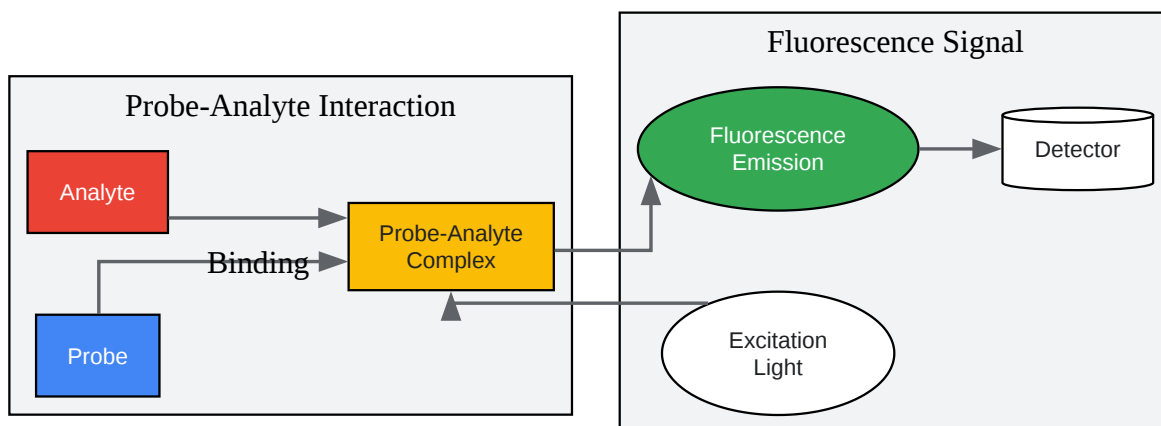 Probe-Analyte Interaction
Analyte
Binding
Probe
Probe-Analyte
Complex
Fluorescence Signal
Fluorescence
Emission
Detector
Excitation
Light